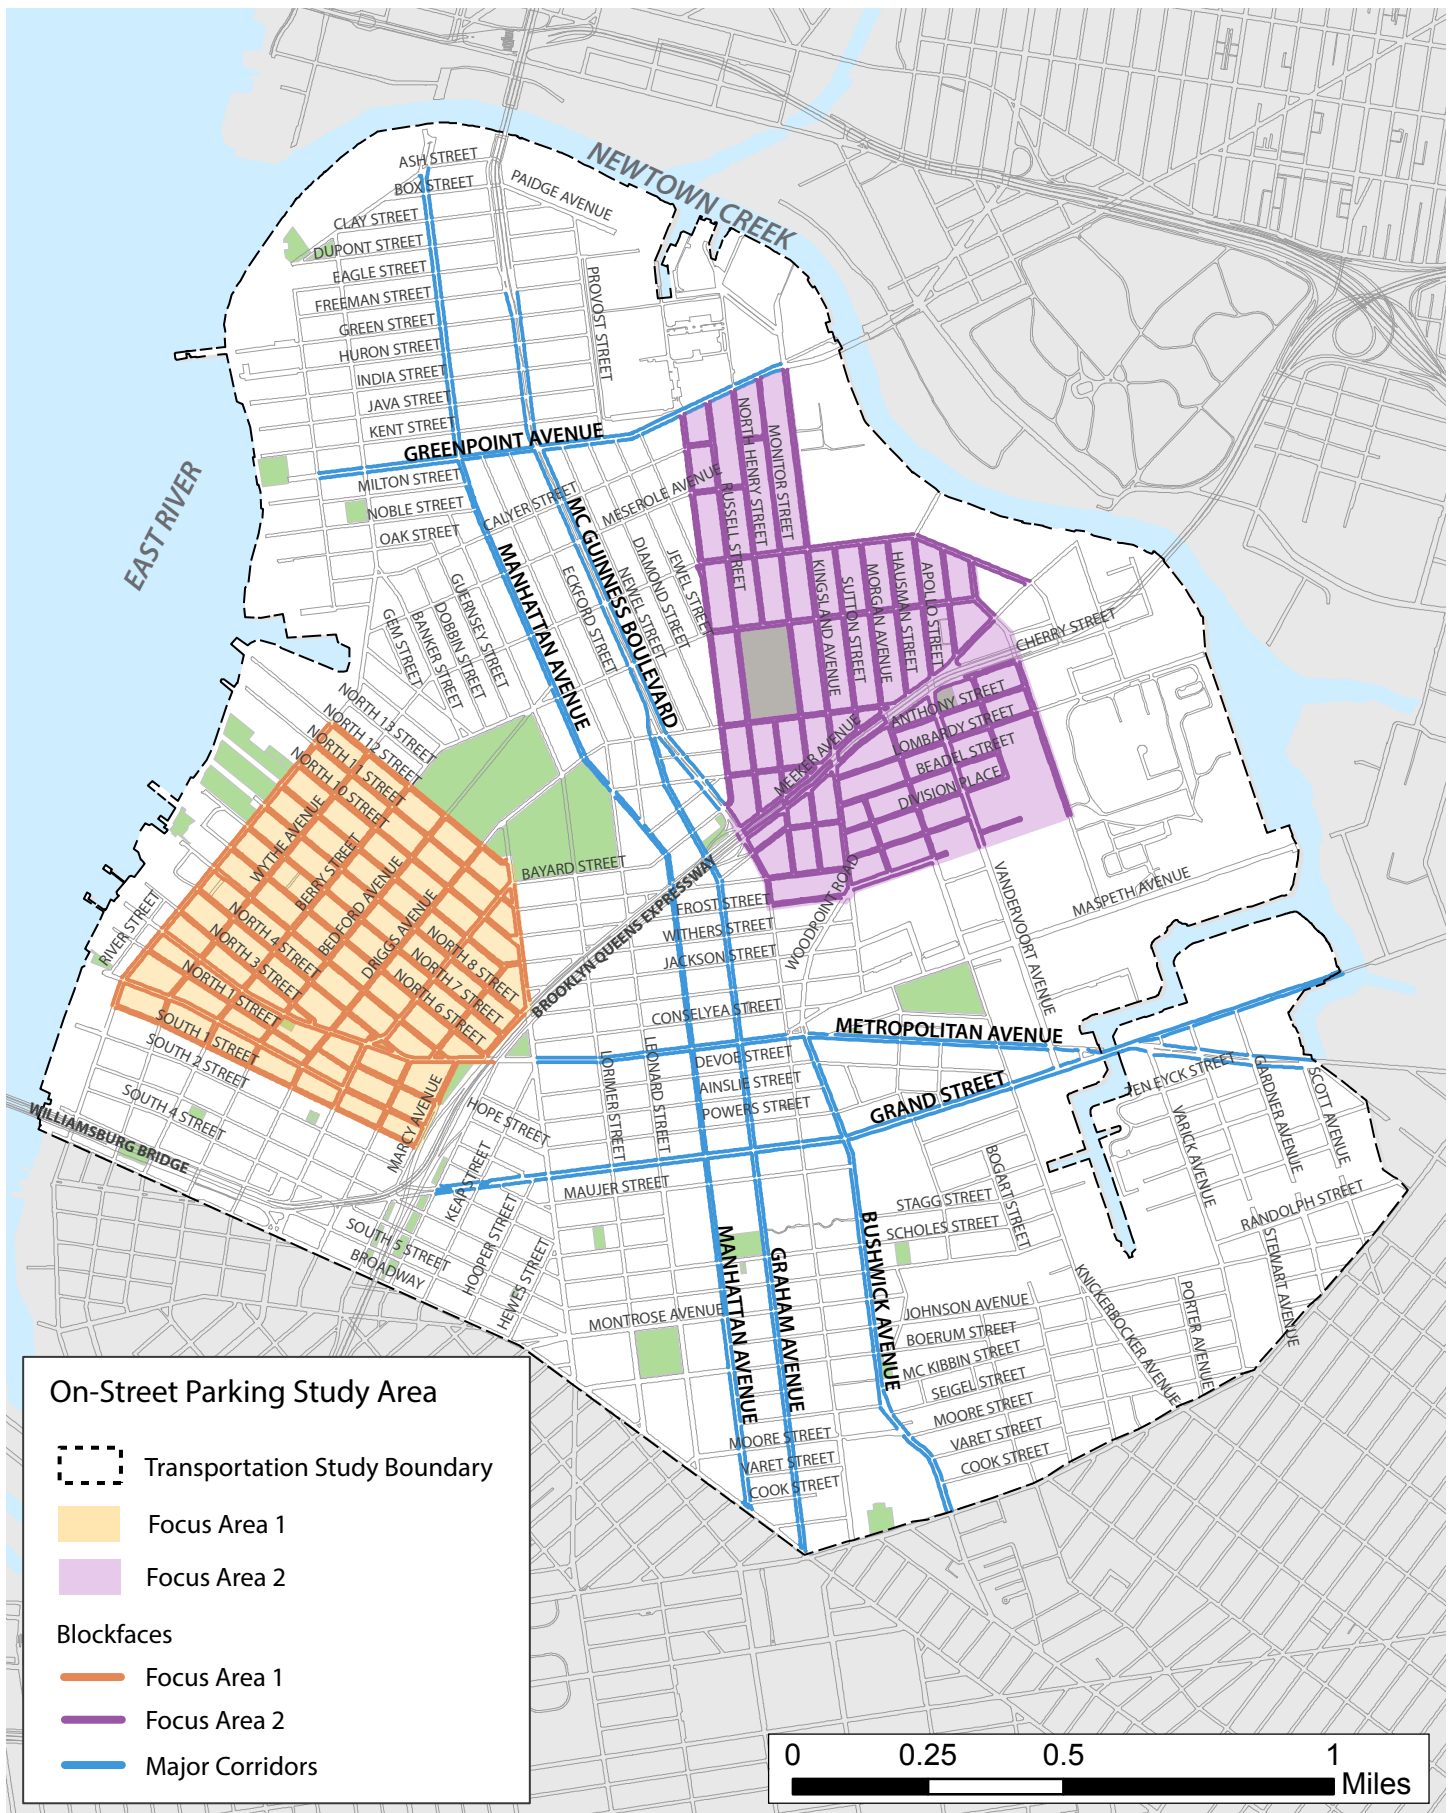 NEWTOWN CREEK
ASH STREET
BOX STREET
PAIDGE AVENUE
CLAY STREET
DUPONT STREET
EAGLE STREET
FREEMAN STREET
GREEN STREET
PROVOST STREET
HURON STREET
INDIA STREET
JAVA STREET
KENT STREET
GREENPOINT AVENUE
MILTON STREET
NOBLE STREET
OAK STREET
EAST RIVER
CALYER STREET
MESEROLE AVENUE
NORTH HENRY STREET
MONITOR STREET
RUSSELL STREET
MC GUINNESS BOULEVARD
MANHATTAN AVENUE
ECKFORD STREET
NEWEL STREET
DIAMOND STREET
JEWEL STREET
GUERNSEY STREET
DOBBIN STREET
BANKER STREET
GEM STREET
KINGSLAND AVENUE
SUTTON STREET
MORGAN AVENUE
HAUSMAN STREET
APOLLO STREET
CHERRY STREET
ANTHONY STREET
LOMBARDY STREET
BEADEL STREET
DIVISION PLACE
MEEKER AVENUE
NORTH 13 STREET
NORTH 12 STREET
NORTH 11 STREET
NORTH 10 STREET
WYTHE AVENUE
BERRY STREET
BEDFORD AVENUE
DRIGGS AVENUE
NORTH 8 STREET
NORTH 7 STREET
NORTH 6 STREET
NORTH 4 STREET
NORTH 3 STREET
NORTH 1 STREET
RIVER STREET
SOUTH 1 STREET
SOUTH 2 STREET
SOUTH 4 STREET
WILLIAMSBURG BRIDGE
MARCY AVENUE
BAYARD STREET
BROOKLYN QUEENS EXPRESSWAY
FROST STREET
WITHERS STREET
JACKSON STREET
WOODPOINT ROAD
VANDERVOORT AVENUE
MASPETH AVENUE
CONSELYEA STREET
METROPOLITAN AVENUE
DEVOE STREET
AINSLIE STREET
POWERS STREET
GRAND STREET
LORIMER STREET
LEONARD STREET
HOPE STREET
KEAP STREET
HOOPER STREET
HEWES STREET
SOUTH 5 STREET
BROADWAY
MAUJER STREET
TEN EYCK STREET
VARICK AVENUE
GARDNER AVENUE
SCOTT AVENUE
RANDOLPH STREET
STEWART AVENUE
BOGART STREET
STAGG STREET
SCHOLES STREET
KNICKERBOCKER AVENUE
PORTER AVENUE
MONTROSE AVENUE
MANHATTAN AVENUE
GRAHAM AVENUE
BUSHWICK AVENUE
JOHNSON AVENUE
BOERUM STREET
MC KIBBIN STREET
SEIGEL STREET
MOORE STREET
VARET STREET
COOK STREET
MOORE STREET
VARET STREET
COOK STREET
On-Street Parking Study Area
Transportation Study Boundary
Focus Area 1
Focus Area 2
Blockfaces
Focus Area 1
Focus Area 2
Major Corridors
0 0.25 0.5 1
Miles